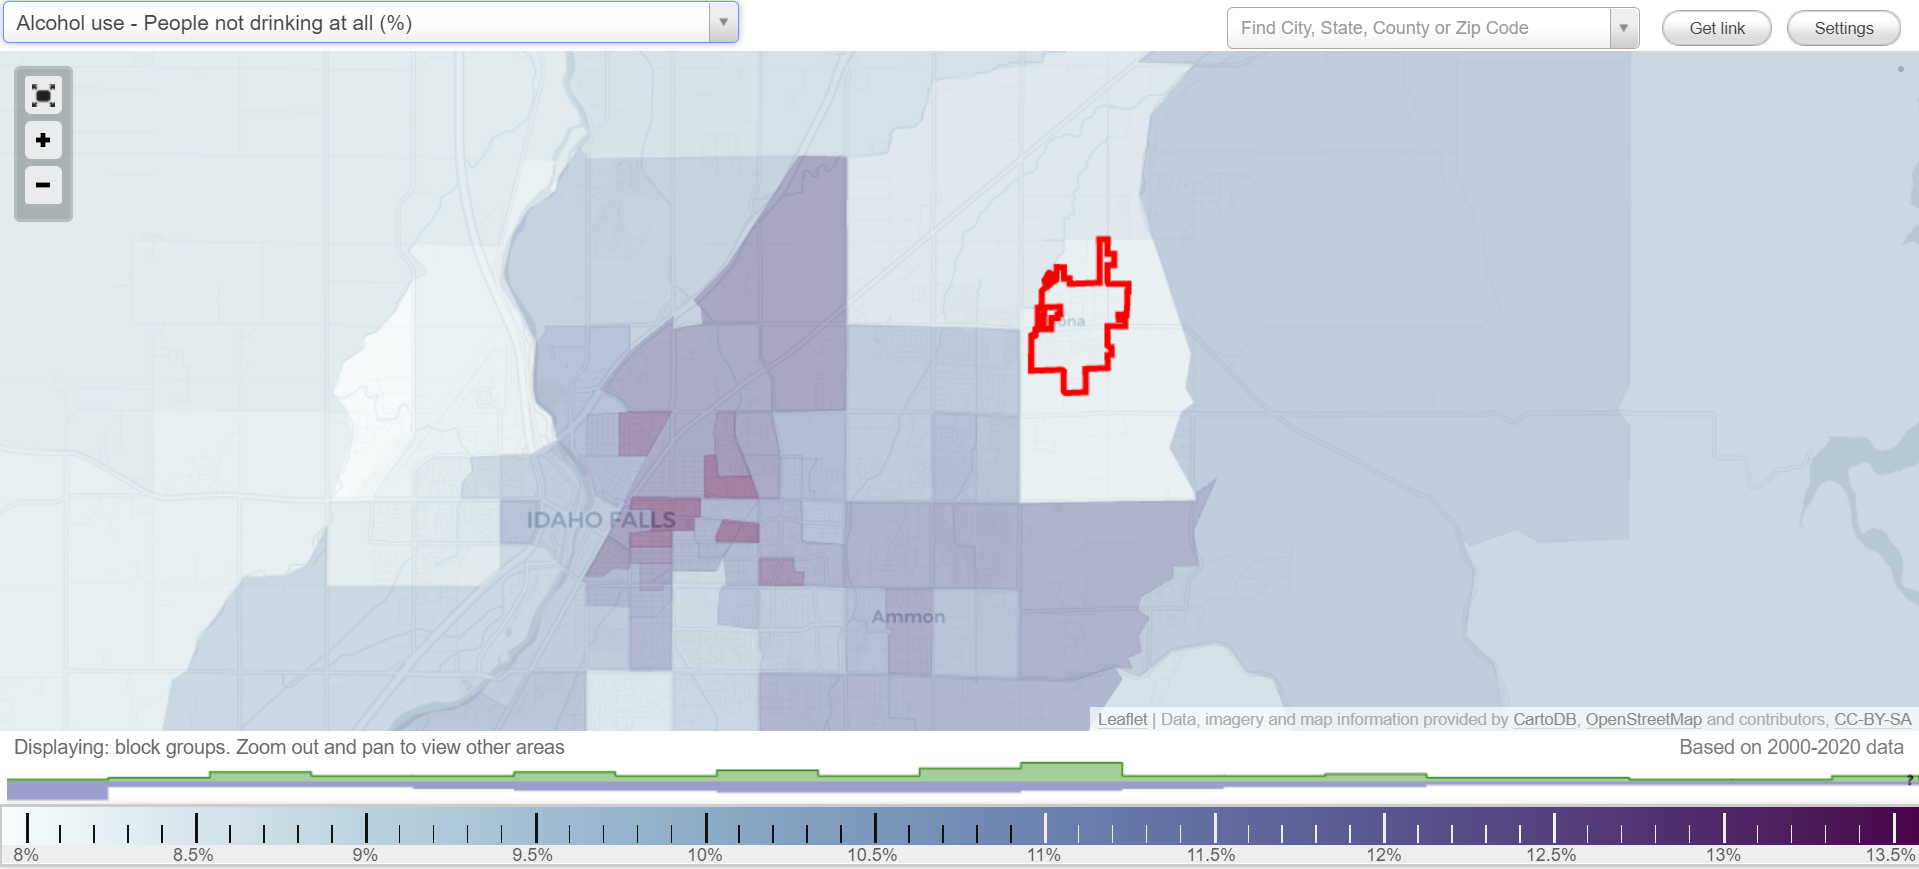 Alcohol use - People not drinking at all (%)
Find City, State, County or Zip Code
Get link
Settings
IDAHO FALLS
Ammon
Leaflet | Data, imagery and map information provided by CartoDB, OpenStreetMap and contributors, CC-BY-SA
Displaying: block groups. Zoom out and pan to view other areas
Based on 2000-2020 data
?
8% 8.5% 9% 9.5% 10% 10.5% 11% 11.5% 12% 12.5% 13% 13.5%